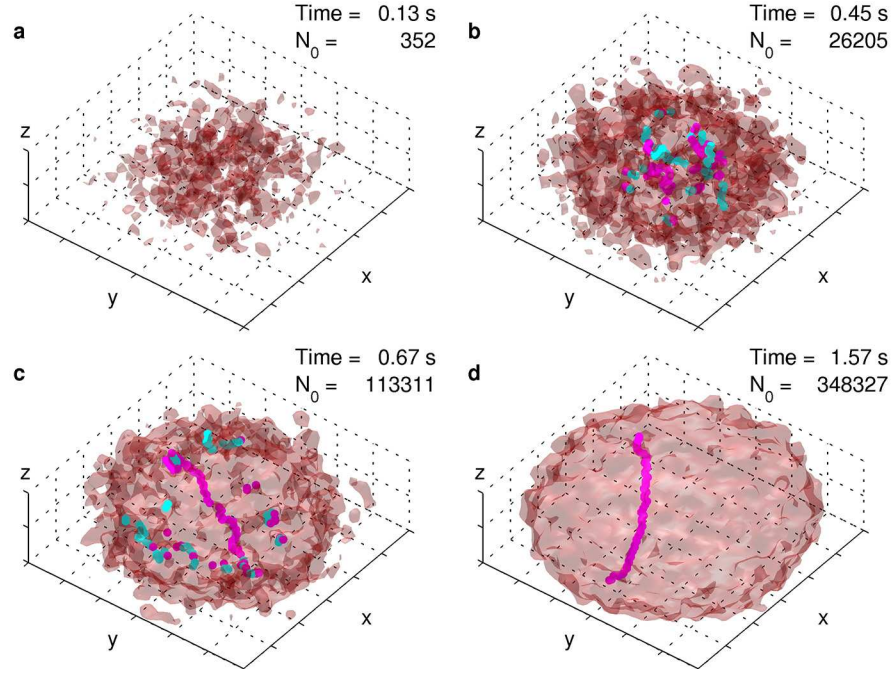 a
Time = 0.13 s
N0 = 352
z
y
x
b
Time = 0.45 s
N0 = 26205
z
y
x
c
Time = 0.67 s
N0 = 113311
z
y
x
d
Time = 1.57 s
N0 = 348327
z
y
x